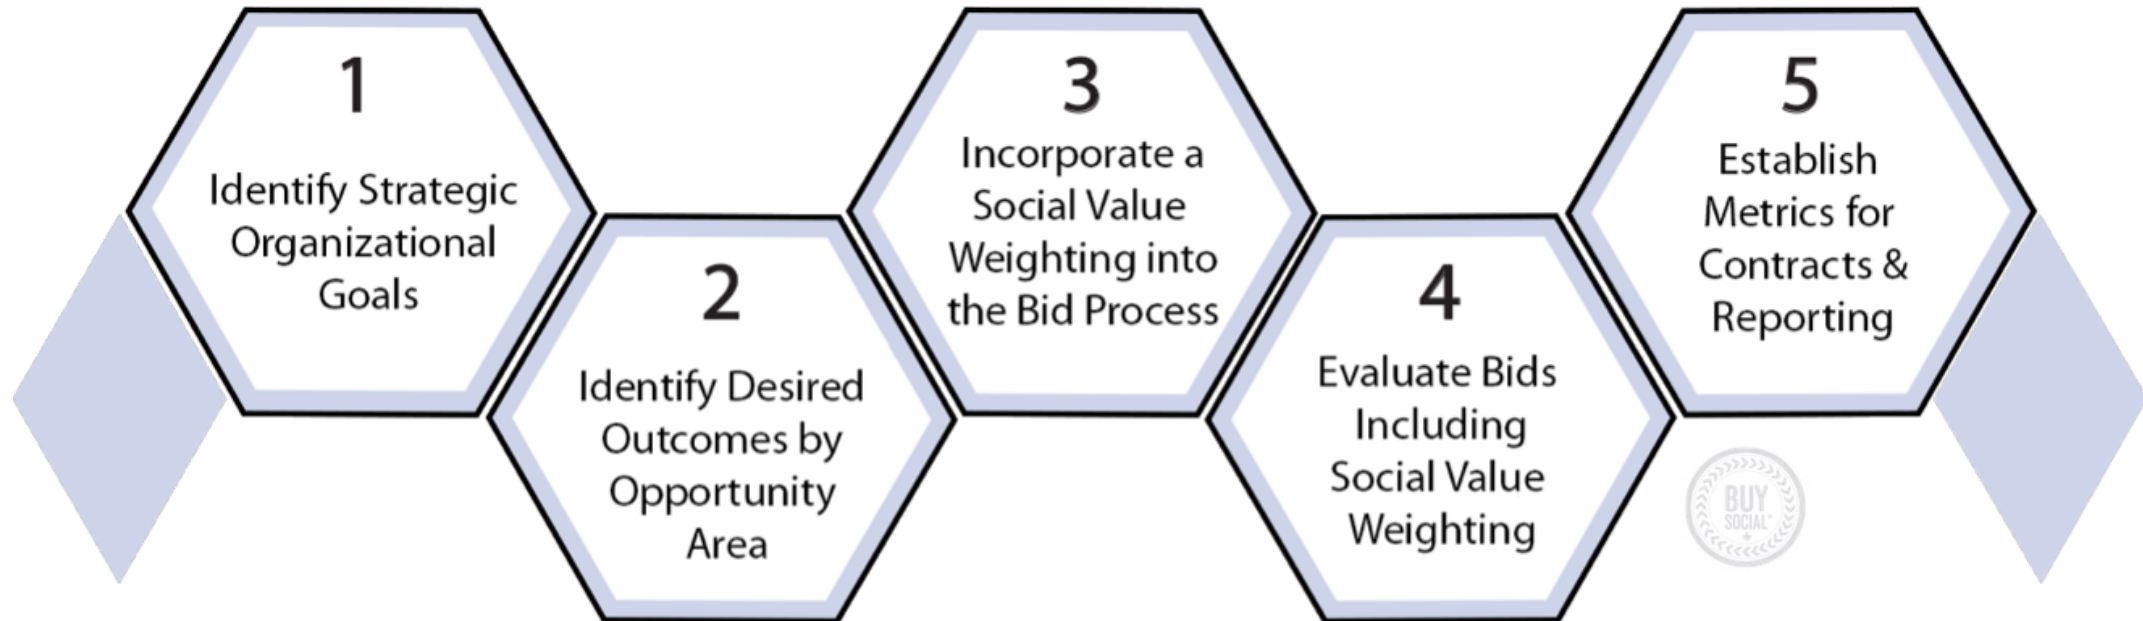 1
Identify Strategic
Organizational
Goals
2
Identify Desired
Outcomes by
Opportunity
Area
3
Incorporate a
Social Value
Weighting into
the Bid Process
4
Evaluate Bids
Including
Social Value
Weighting
5
Establish
Metrics for
Contracts &
Reporting
BUY
SOCIAL